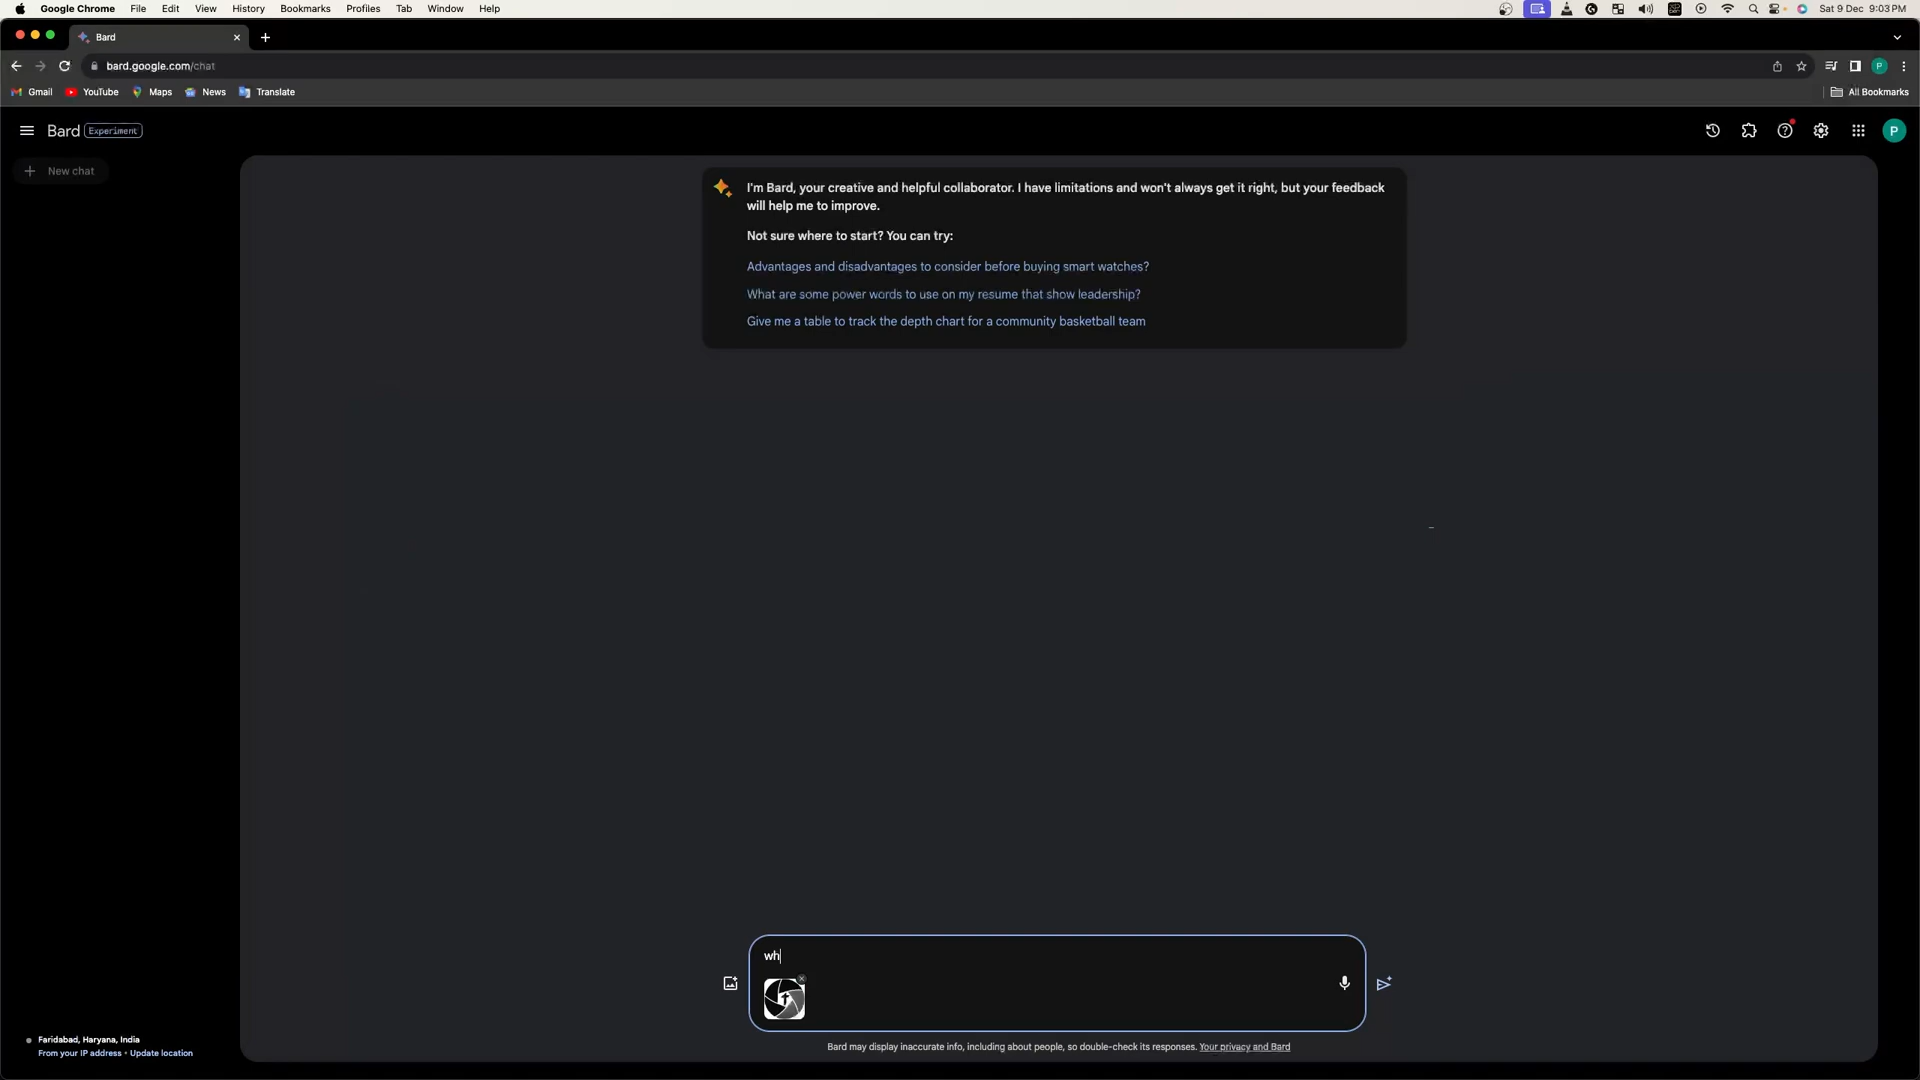 Google Chrome File Edit View History Bookmarks Profiles Tab Window Help Sat 9 Dec 9:03 PM
Bard
bard.google.com/chat P
Gmail YouTube Maps News Translate All Bookmarks
Bard Experiment P
New chat
I'm Bard, your creative and helpful collaborator. I have limitations and won't always get it right, but your feedback
will help me to improve.
Not sure where to start? You can try:
Advantages and disadvantages to consider before buying smart watches?
What are some power words to use on my resume that show leadership?
Give me a table to track the depth chart for a community basketball team
wh
Faridabad, Haryana, India
From your IP address • Update location
Bard may display inaccurate info, including about people, so double-check its responses. Your privacy and Bard